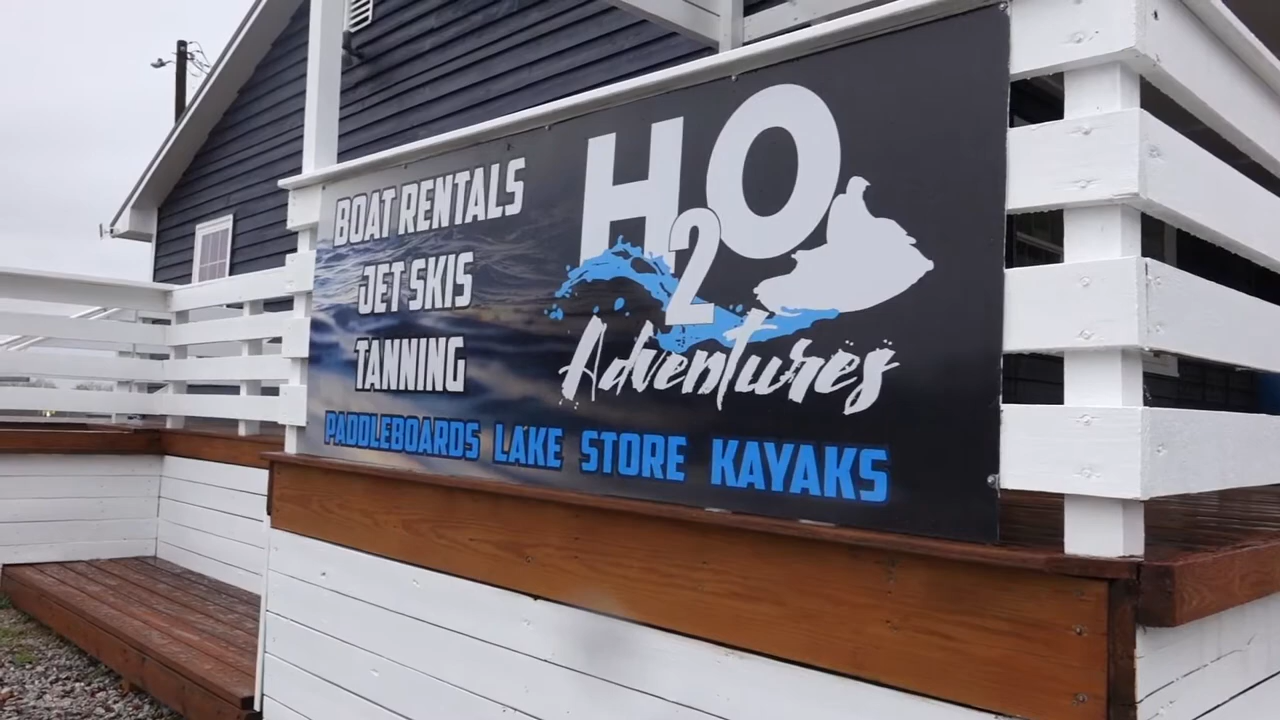 BOAT RENTALS
JET SKIS
TANNING
H2O
Adventures
PADDLEBOARDS LAKE STORE KAYAKS